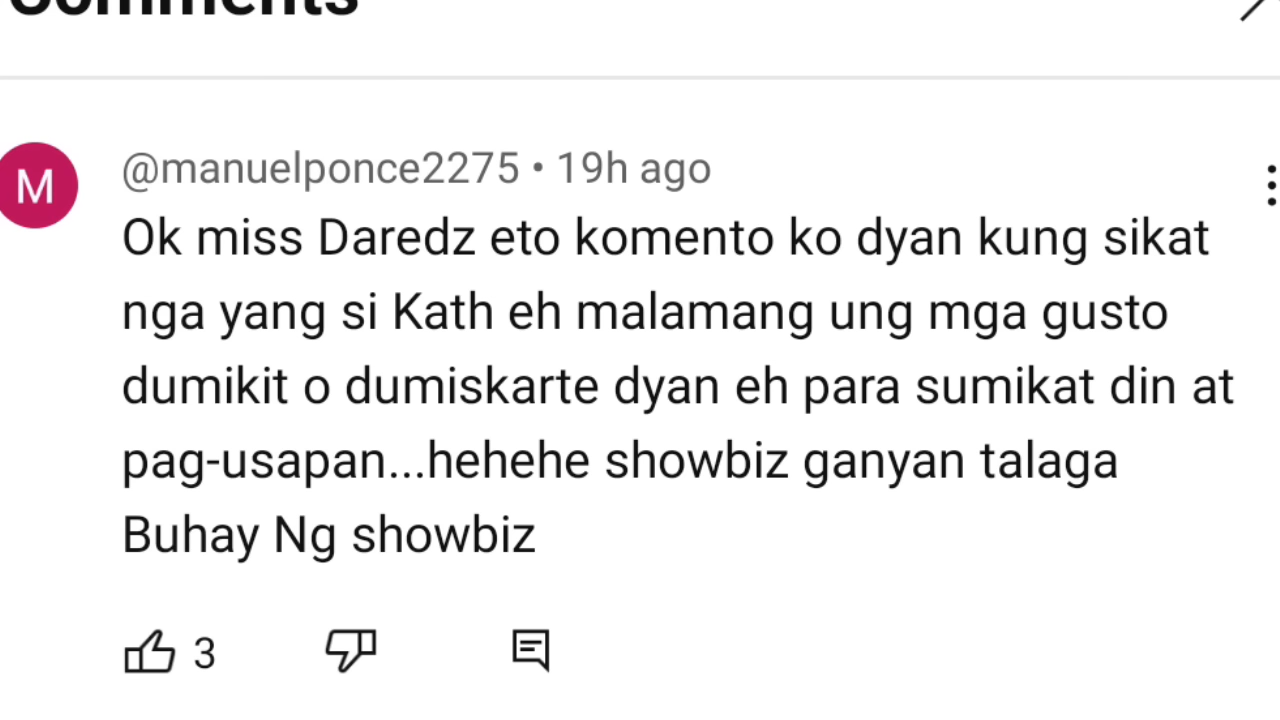 Comments
M
@manuelponce2275 • 19h ago
Ok miss Daredz eto komento ko dyan kung sikat
nga yang si Kath eh malamang ung mga gusto
dumikit o dumiskarte dyan eh para sumikat din at
pag-usapan...hehehe showbiz ganyan talaga
Buhay Ng showbiz
3